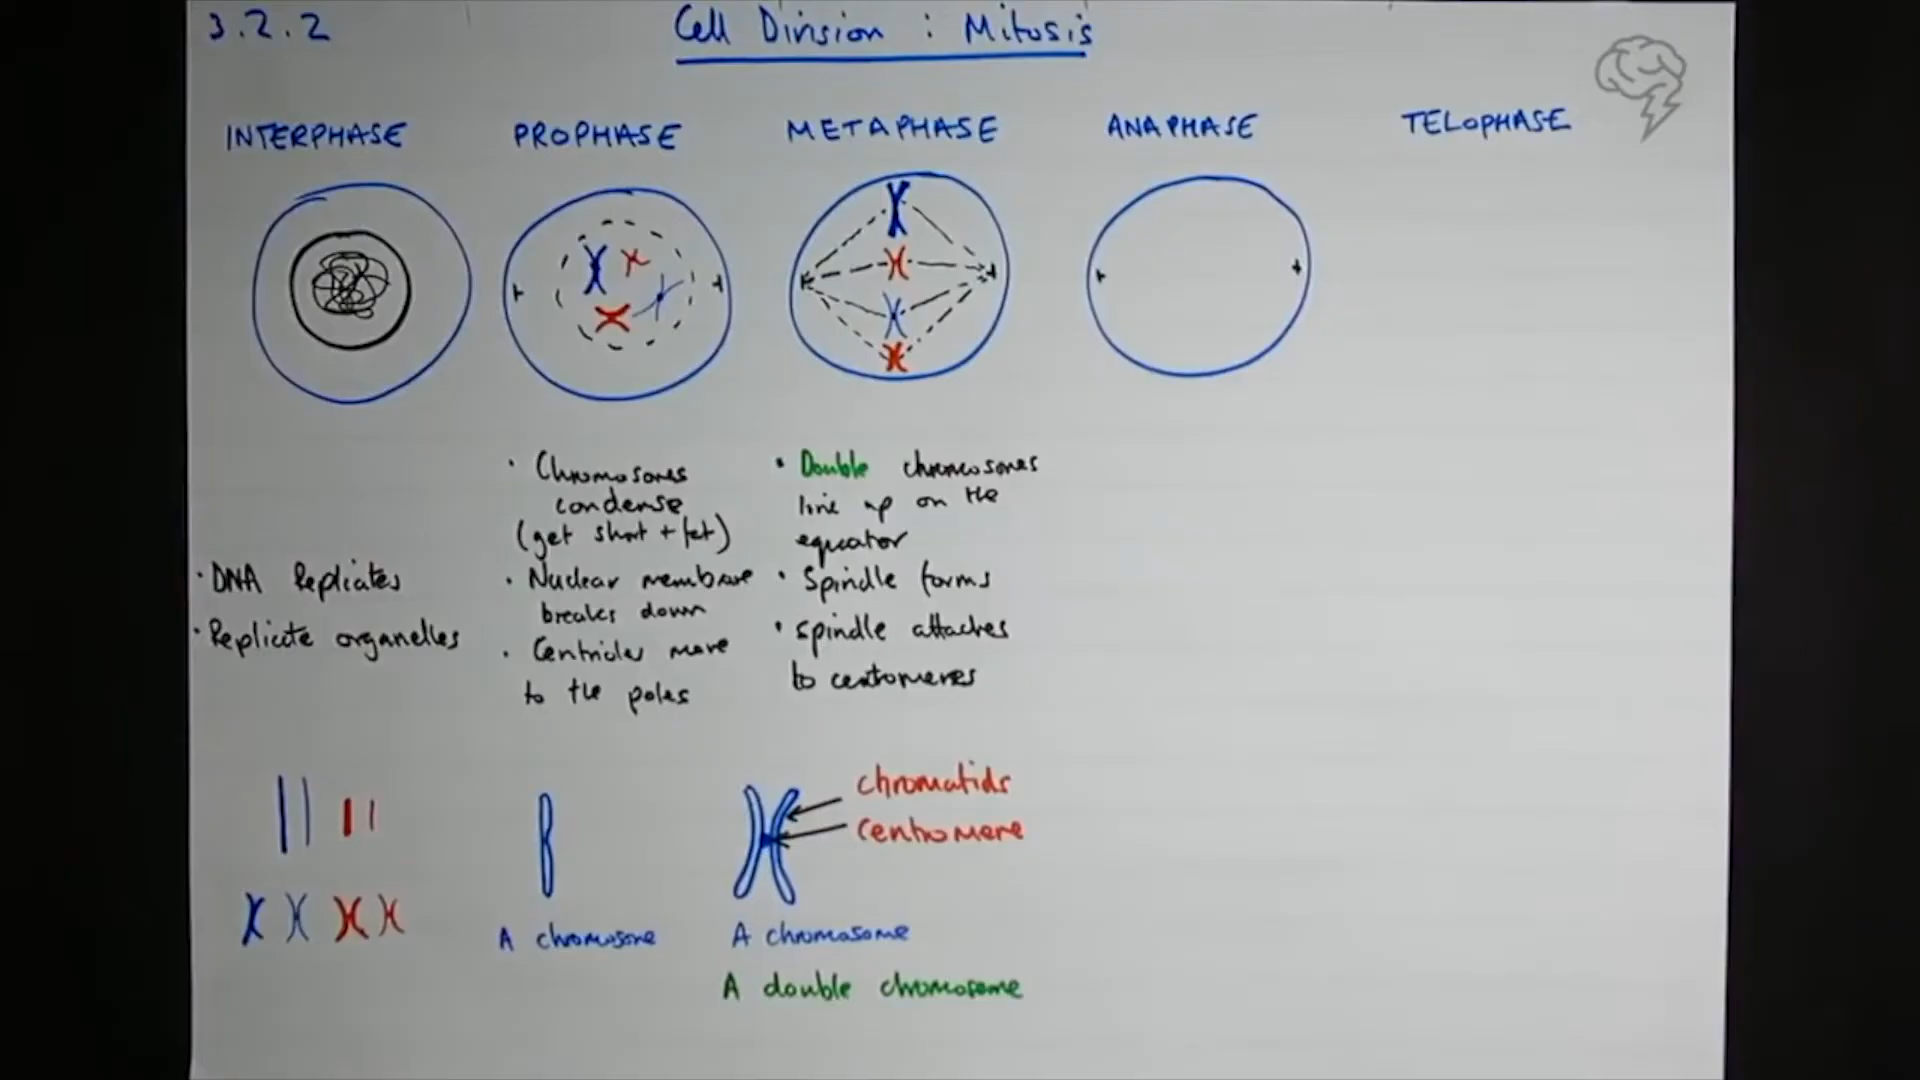 3.2.2
Cell Division : Mitosis
INTERPHASE
PROPHASE
METAPHASE
ANAPHASE
TELOPHASE
· DNA Replicates
· Replicate organelles
· Chromosomes
condense
(get short + fat)
· Nuclear membrane
breaks down
· Centrioles move
to the poles
· Double chromosomes
line up on the
equator
· Spindle forms
· spindle attaches
to centomeres
chromatids
centromere
A chromosone
A chromosome
A double chromosome